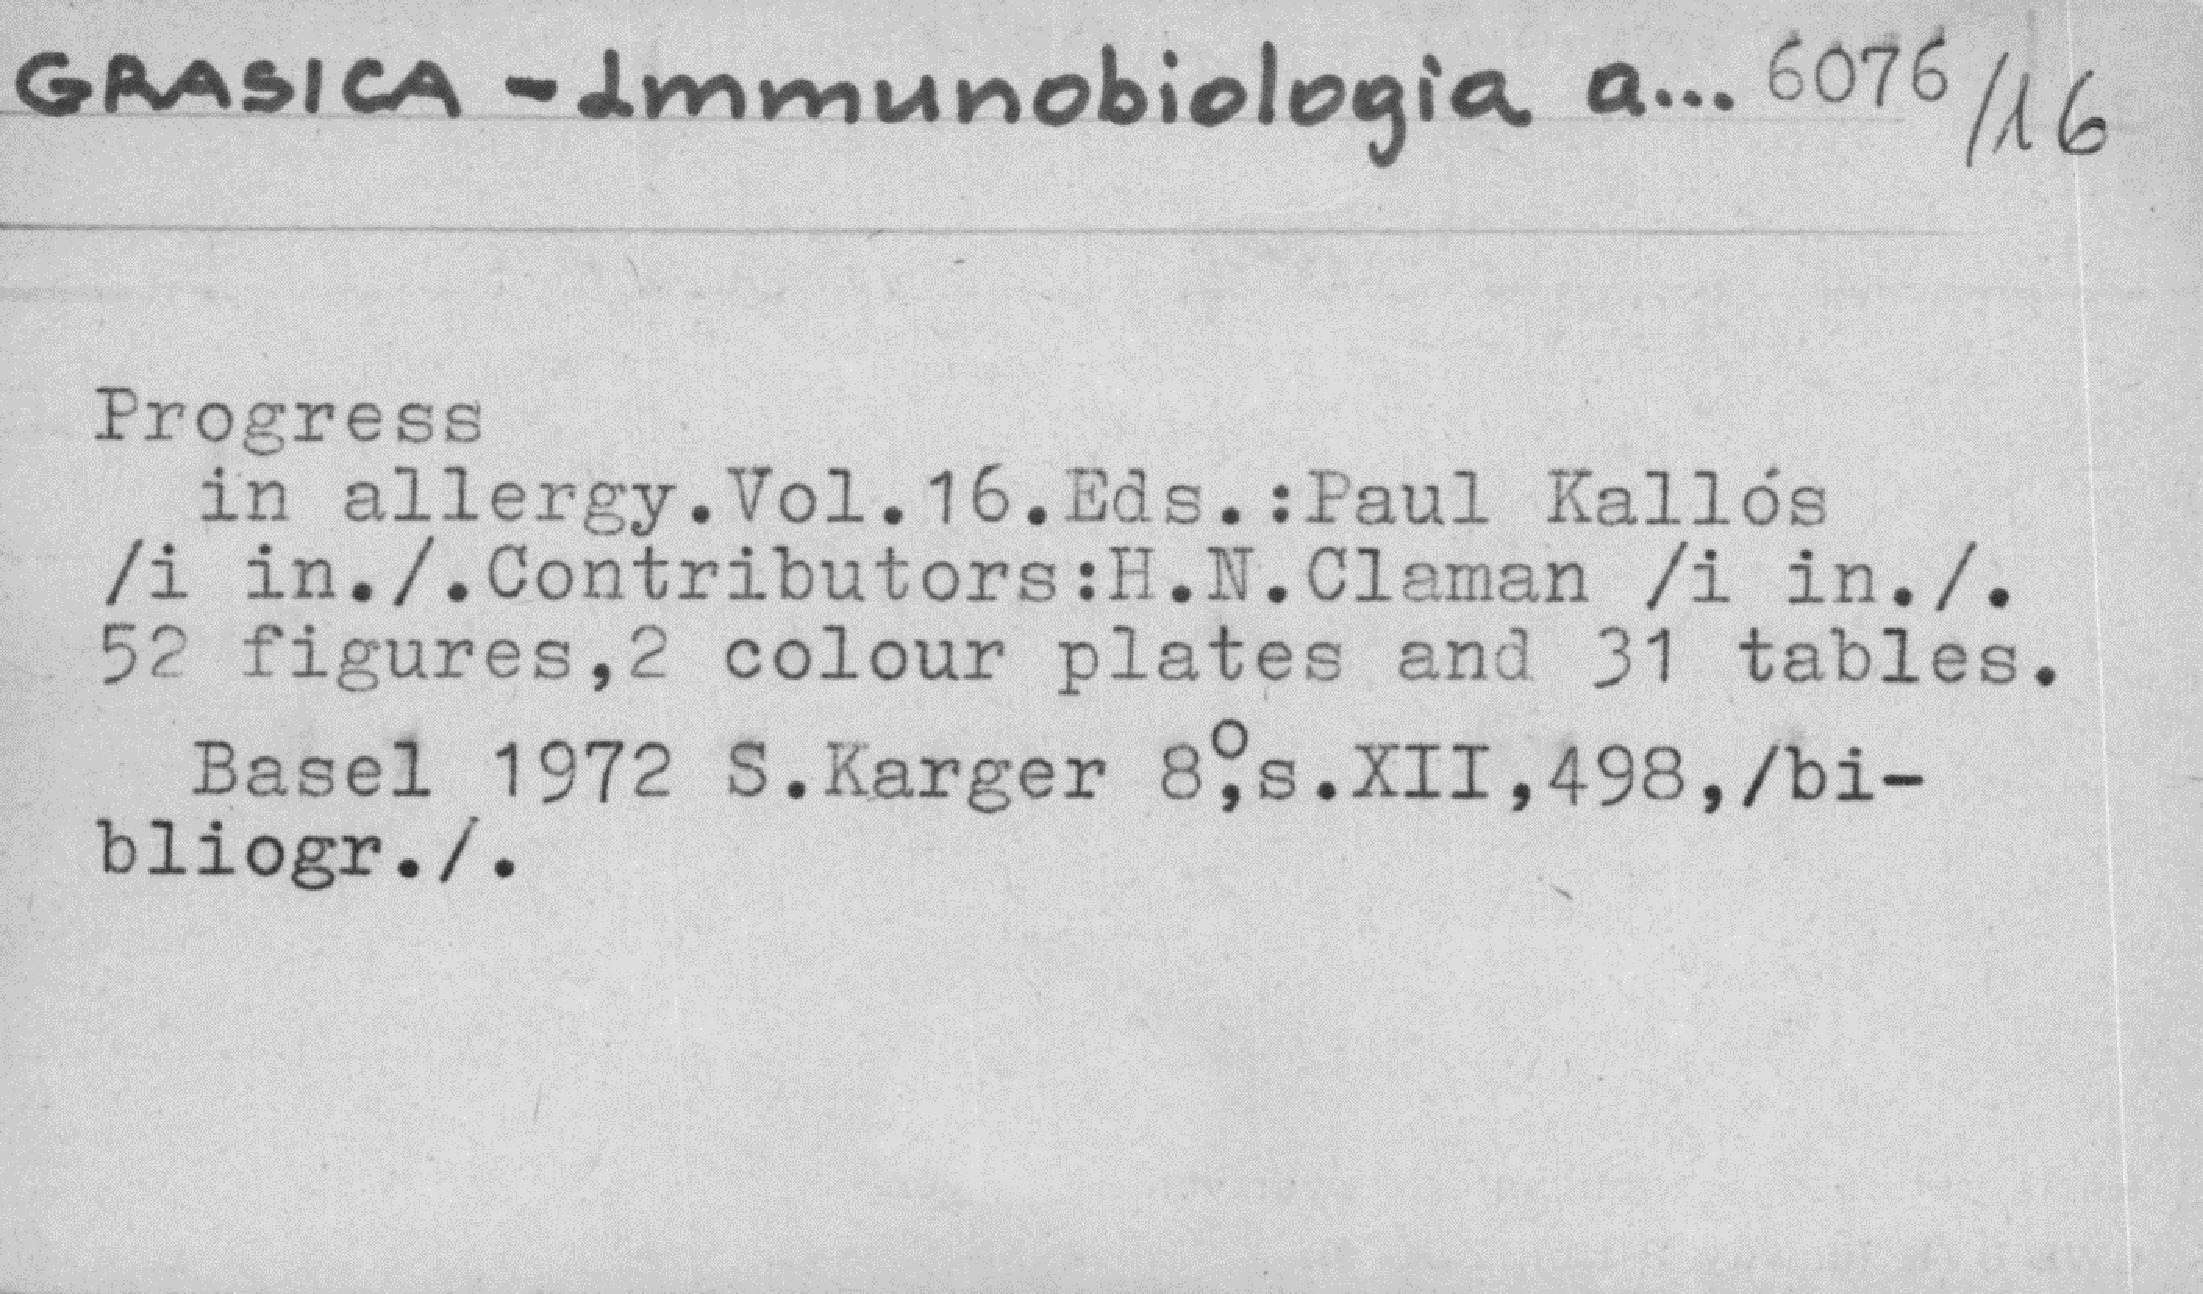 GRASICA - Immunobiologia a... 6076/16
Progress
in allergy.Vol.16.Eds.:Paul Kallós
/i in./.Contributors:H.N.Claman /i in./.
52 figures,2 colour plates and 31 tables.
Basel 1972 S.Karger 8°,s.XII,498,/bi-
bliogr./.